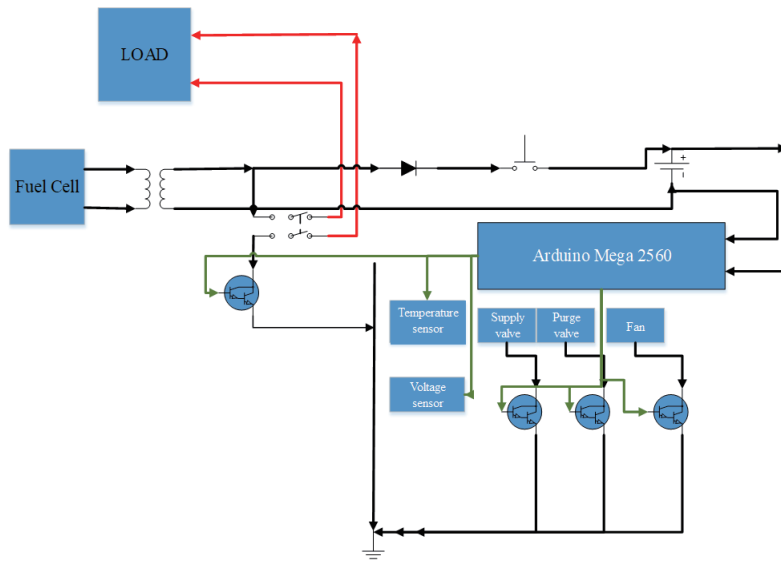 LOAD
Fuel Cell
+
Arduino Mega 2560
Temperature
sensor
Supply
valve
Purge
valve
Fan
Voltage
sensor